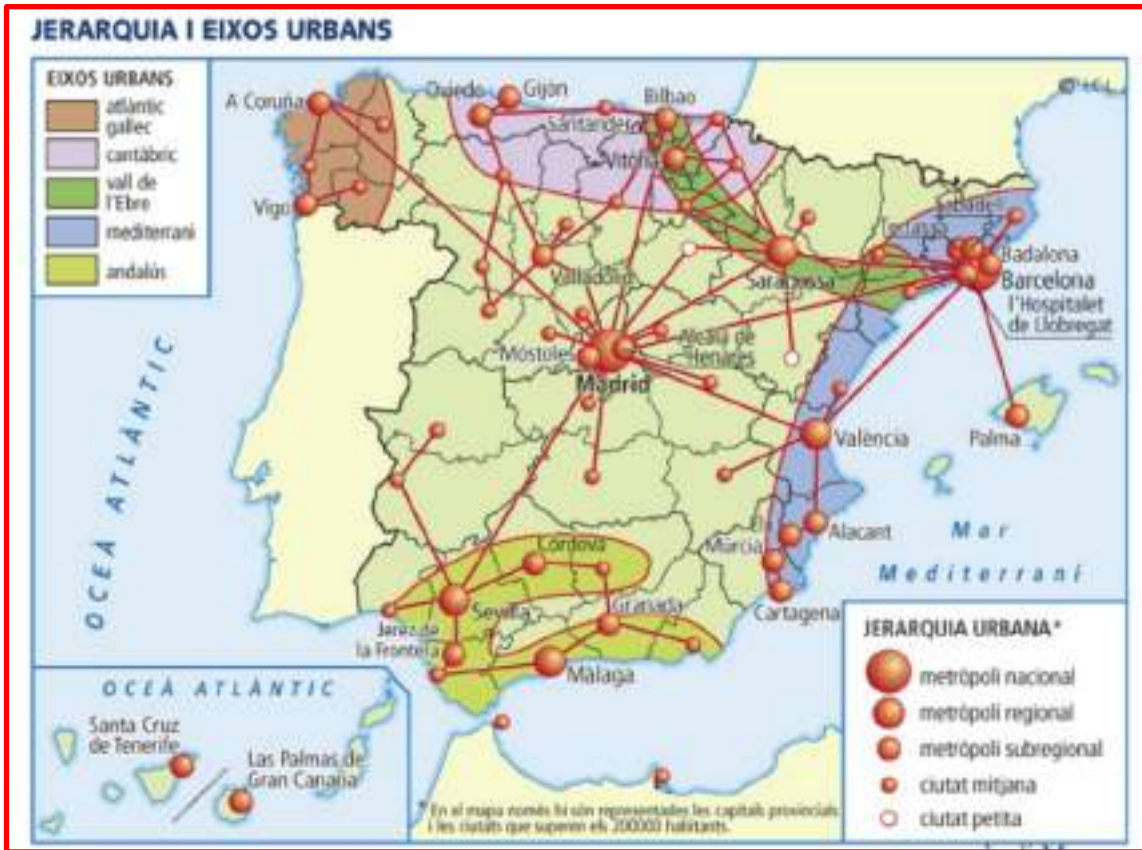 JERARQUIA I EIXOS URBANS
EIXOS URBANS
atlàntic
gallec
cantàbric
vall de
l'Ebre
mediterrani
andalús
A Coruña
Oviedo
Gijón
Bilbao
Santander
Vitòria
Vigo
Valladolid
Saragossa
Terrassa
Sabadell
Badalona
Barcelona
l'Hospitalet
de Llobregat
Móstoles
Alcalá de
Henares
Madrid
València
Palma
OCEÀ ATLÀNTIC
Elx
Alacant
Múrcia
Cartagena
Mar
Mediterrani
Còrdova
Sevilla
Granada
Jerez de
la Frontera
Màlaga
OCEÀ ATLÀNTIC
Santa Cruz
de Tenerife
Las Palmas de
Gran Canaria
JERARQUIA URBANA*
metròpoli nacional
metròpoli regional
metròpoli subregional
ciutat mitjana
ciutat petita
* En el mapa només hi són representades les capitals provincials
i les ciutats que superen els 200000 habitants.